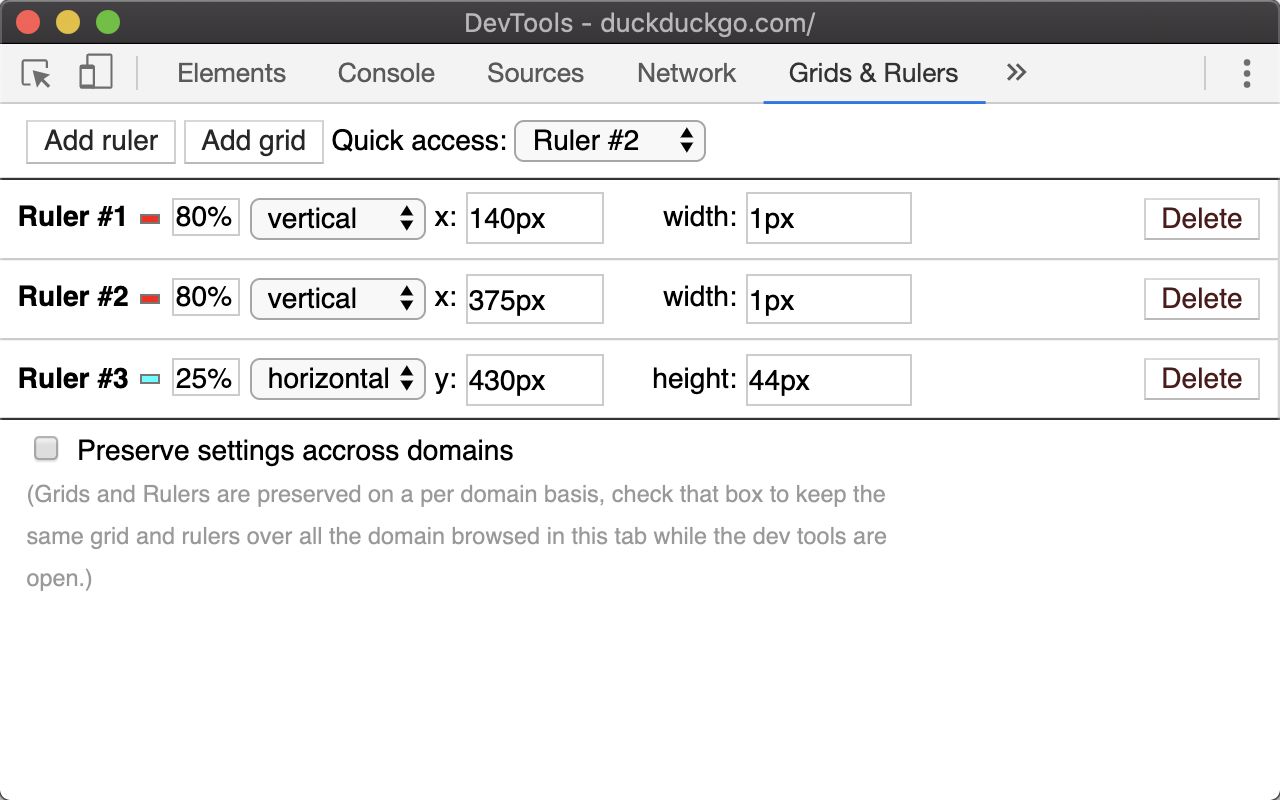 DevTools - duckduckgo.com/
Elements Console Sources Network Grids & Rulers »
Add ruler Add grid Quick access: Ruler #2
Ruler #1 80% vertical x: 140px width: 1px Delete
Ruler #2 80% vertical x: 375px width: 1px Delete
Ruler #3 25% horizontal y: 430px height: 44px Delete
Preserve settings accross domains
(Grids and Rulers are preserved on a per domain basis, check that box to keep the
same grid and rulers over all the domain browsed in this tab while the dev tools are
open.)